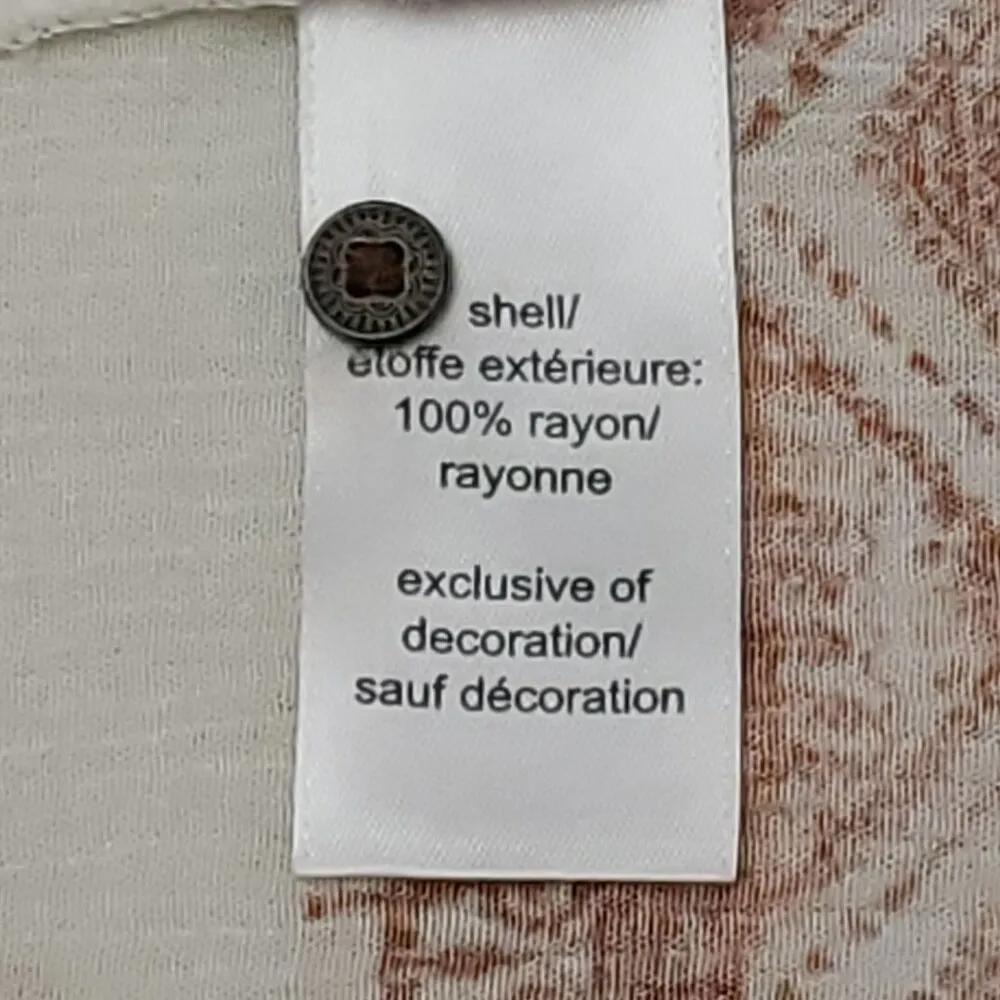 shell/
étoffe extérieure:
100% rayon/
rayonne
exclusive of
decoration/
sauf décoration